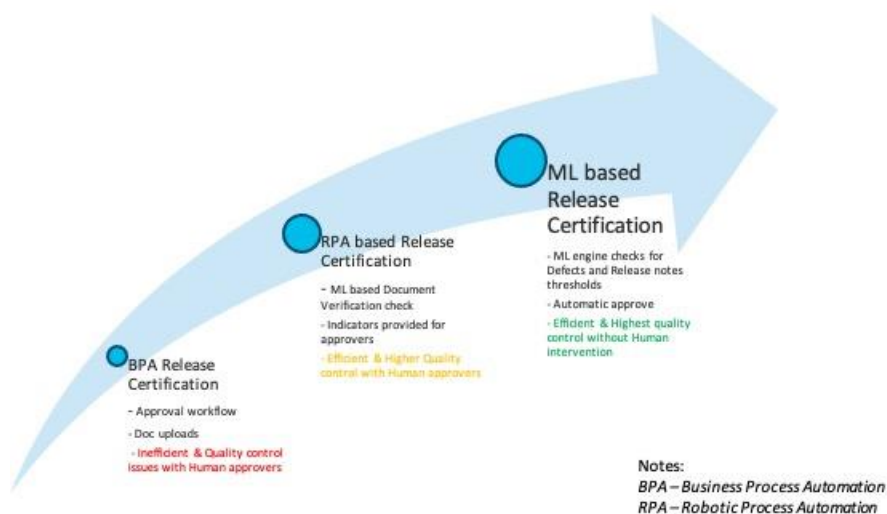 ML based
Release
Certification
- ML engine checks for
Defects and Release notes
thresholds
- Automatic approve
- Efficient & Highest quality
control without Human
Intervention
RPA based Release
Certification
- ML based Document
Verification check
- Indicators provided for
approvers
- Efficient & Higher Quality
control with Human approvers
BPA Release
Certification
- Approval workflow
- Doc uploads
- Inefficient & Quality control
issues with Human approvers
Notes:
BPA – Business Process Automation
RPA – Robotic Process Automation